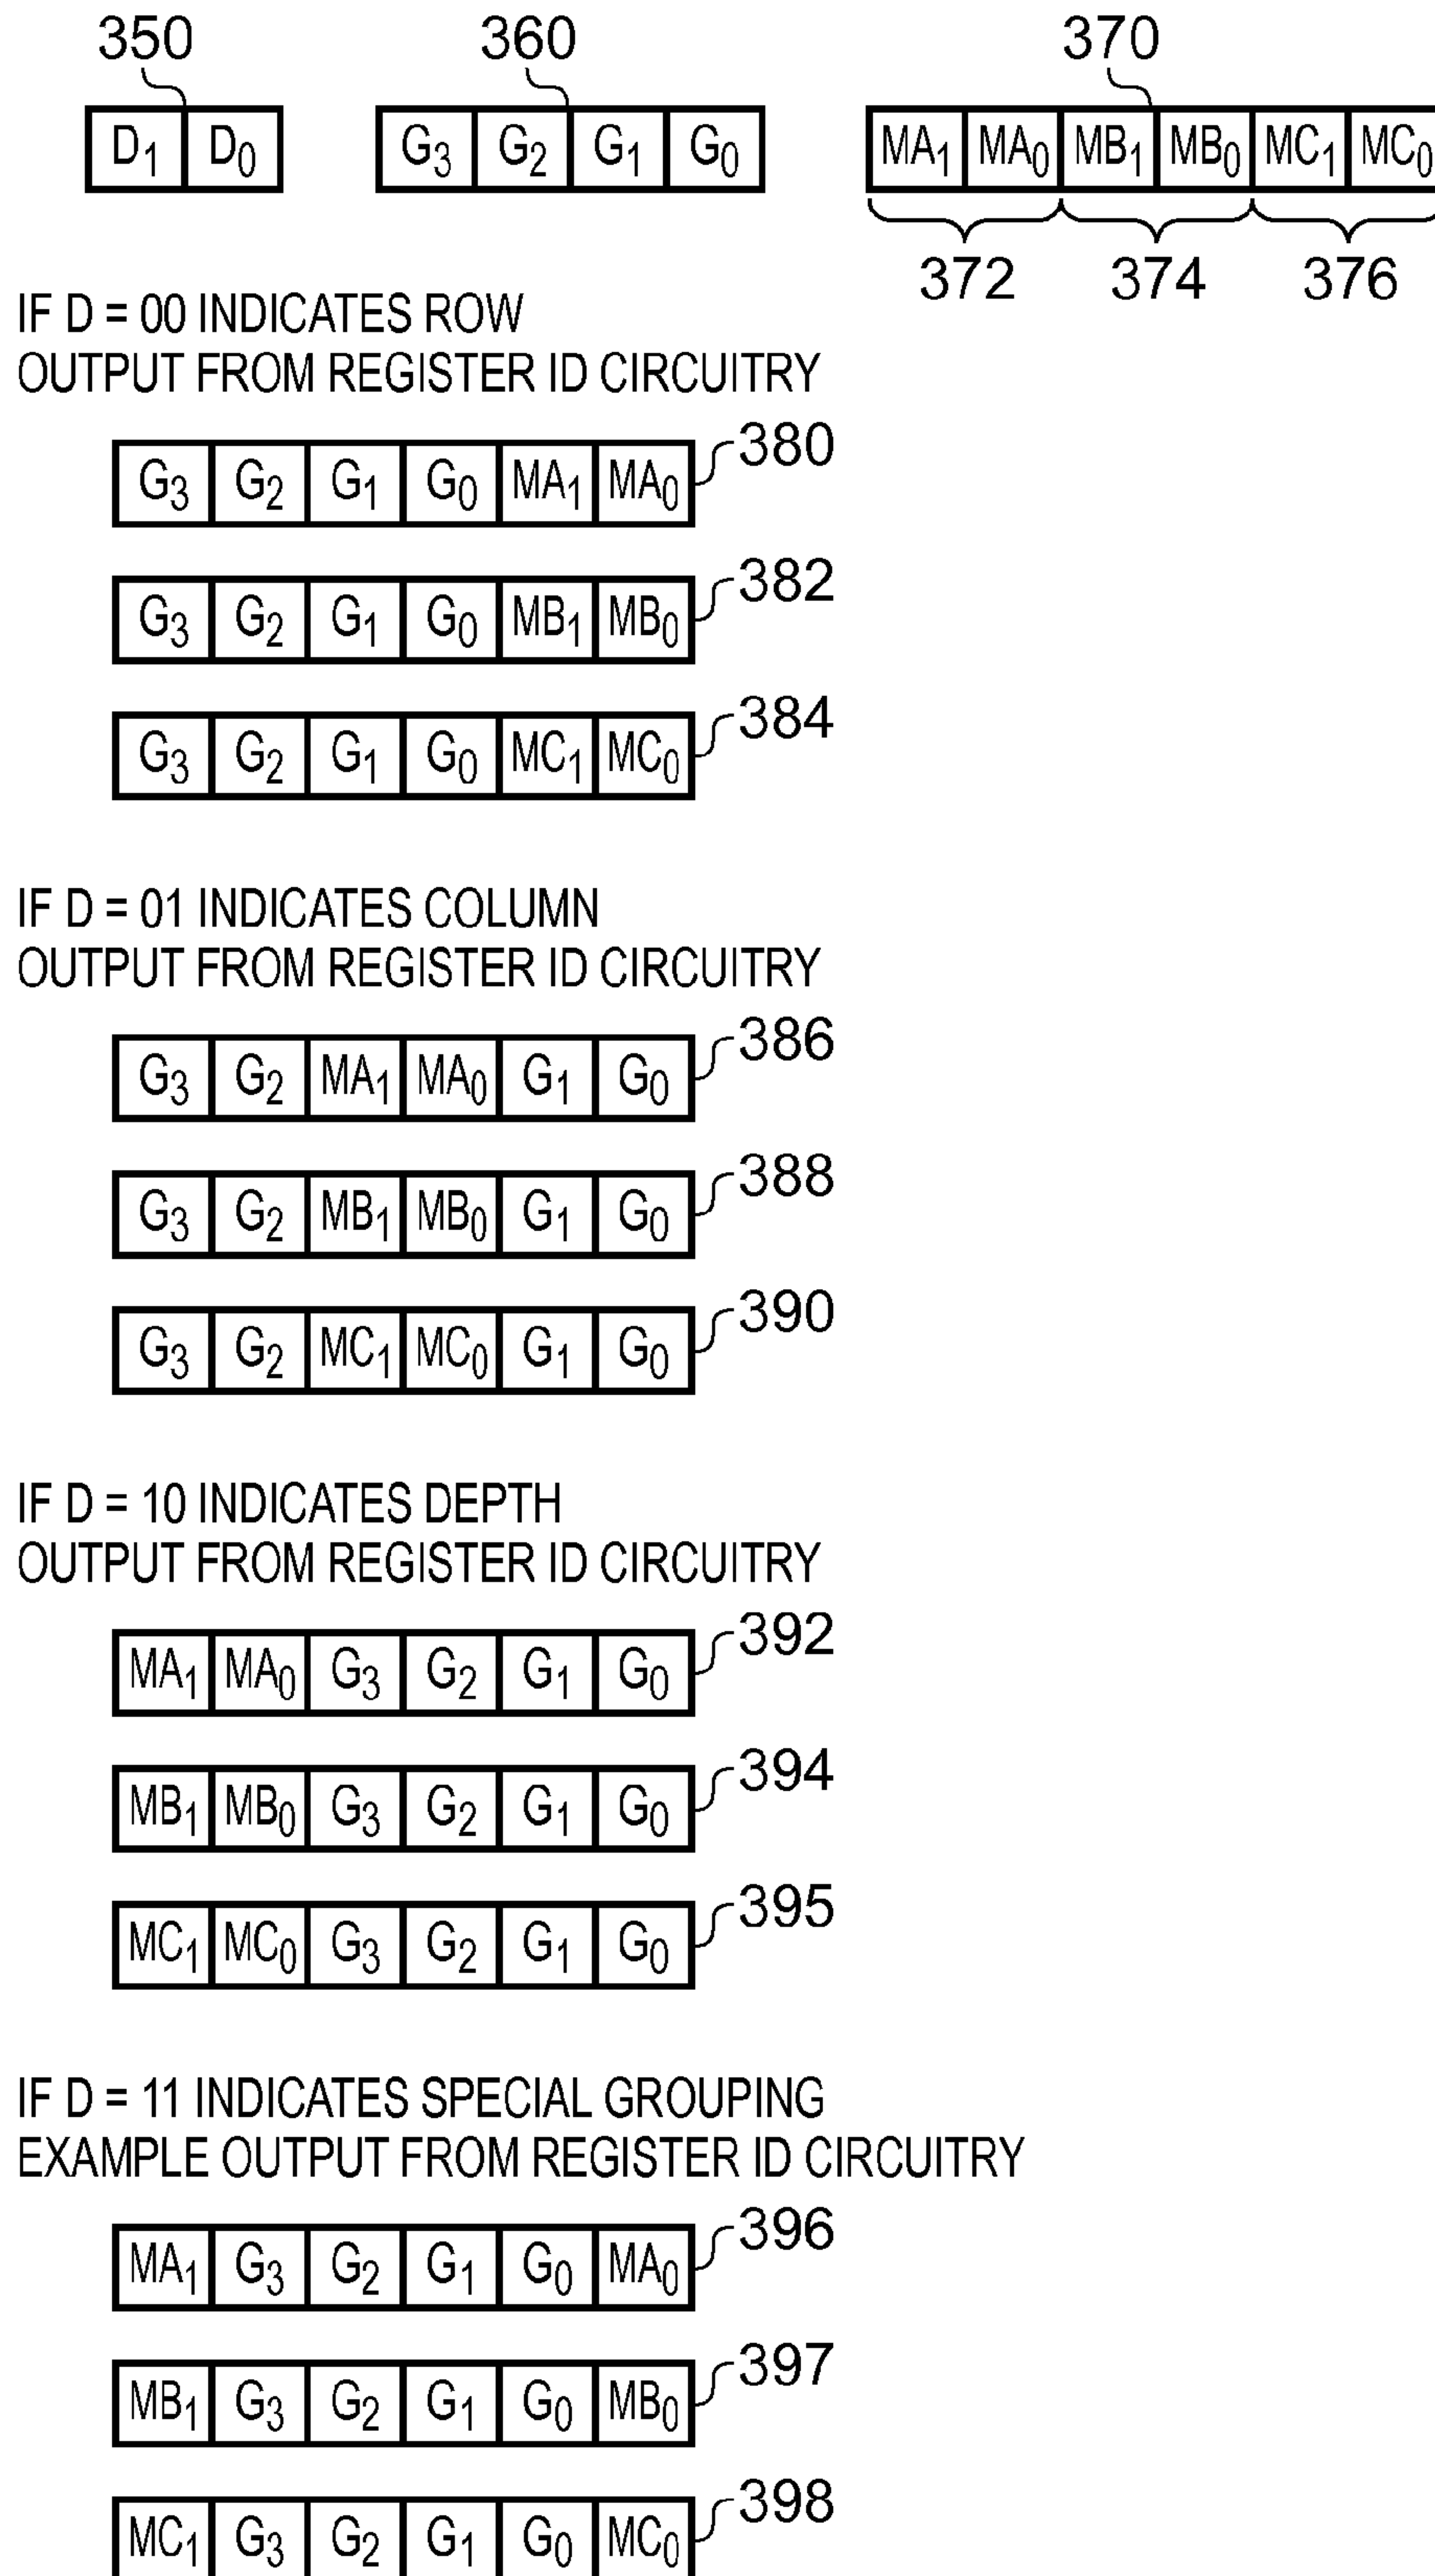 350 360 370
D₁ D₀ G₃ G₂ G₁ G₀ MA₁ MA₀ MB₁ MB₀ MC₁ MC₀
372 374 376
IF D = 00 INDICATES ROW
OUTPUT FROM REGISTER ID CIRCUITRY
G₃ G₂ G₁ G₀ MA₁ MA₀ 380
G₃ G₂ G₁ G₀ MB₁ MB₀ 382
G₃ G₂ G₁ G₀ MC₁ MC₀ 384
IF D = 01 INDICATES COLUMN
OUTPUT FROM REGISTER ID CIRCUITRY
G₃ G₂ MA₁ MA₀ G₁ G₀ 386
G₃ G₂ MB₁ MB₀ G₁ G₀ 388
G₃ G₂ MC₁ MC₀ G₁ G₀ 390
IF D = 10 INDICATES DEPTH
OUTPUT FROM REGISTER ID CIRCUITRY
MA₁ MA₀ G₃ G₂ G₁ G₀ 392
MB₁ MB₀ G₃ G₂ G₁ G₀ 394
MC₁ MC₀ G₃ G₂ G₁ G₀ 395
IF D = 11 INDICATES SPECIAL GROUPING
EXAMPLE OUTPUT FROM REGISTER ID CIRCUITRY
MA₁ G₃ G₂ G₁ G₀ MA₀ 396
MB₁ G₃ G₂ G₁ G₀ MB₀ 397
MC₁ G₃ G₂ G₁ G₀ MC₀ 398